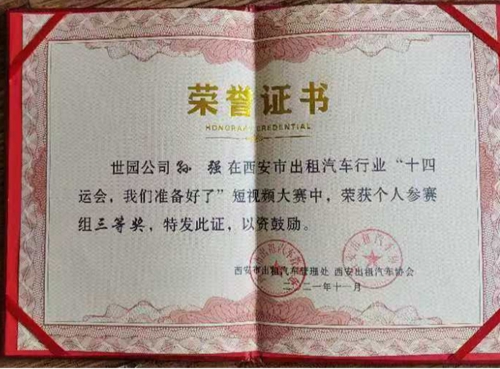 荣誉证书
HONORARY CREDENTIAL
世园公司孙 强在西安市出租汽车行业“十四
运会，我们准备好了”短视频大赛中，荣获个人参赛
组三等奖，特发此证，以资鼓励。
西安市出租汽车管理处 西安出租汽车协会
二〇二一年十一月